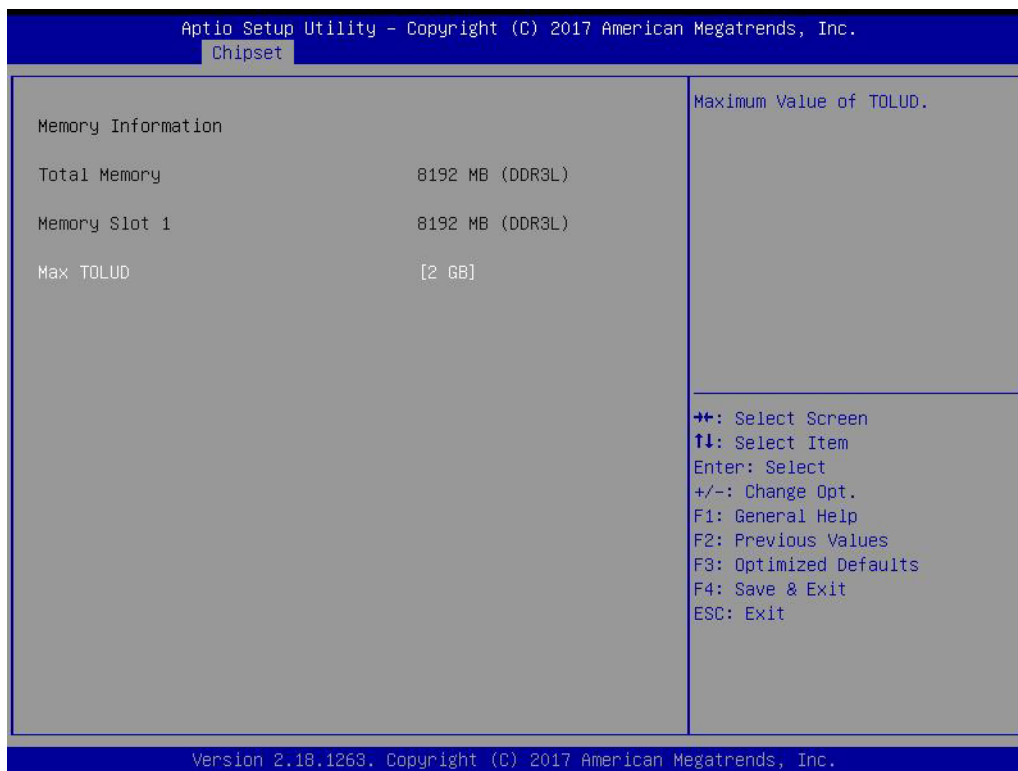 Aptio Setup Utility – Copyright (C) 2017 American Megatrends, Inc.
Chipset
Memory Information
Total Memory 8192 MB (DDR3L)
Memory Slot 1 8192 MB (DDR3L)
Max TOLUD [2 GB]
Maximum Value of TOLUD.
→←: Select Screen
↑↓: Select Item
Enter: Select
+/-: Change Opt.
F1: General Help
F2: Previous Values
F3: Optimized Defaults
F4: Save & Exit
ESC: Exit
Version 2.18.1263. Copyright (C) 2017 American Megatrends, Inc.